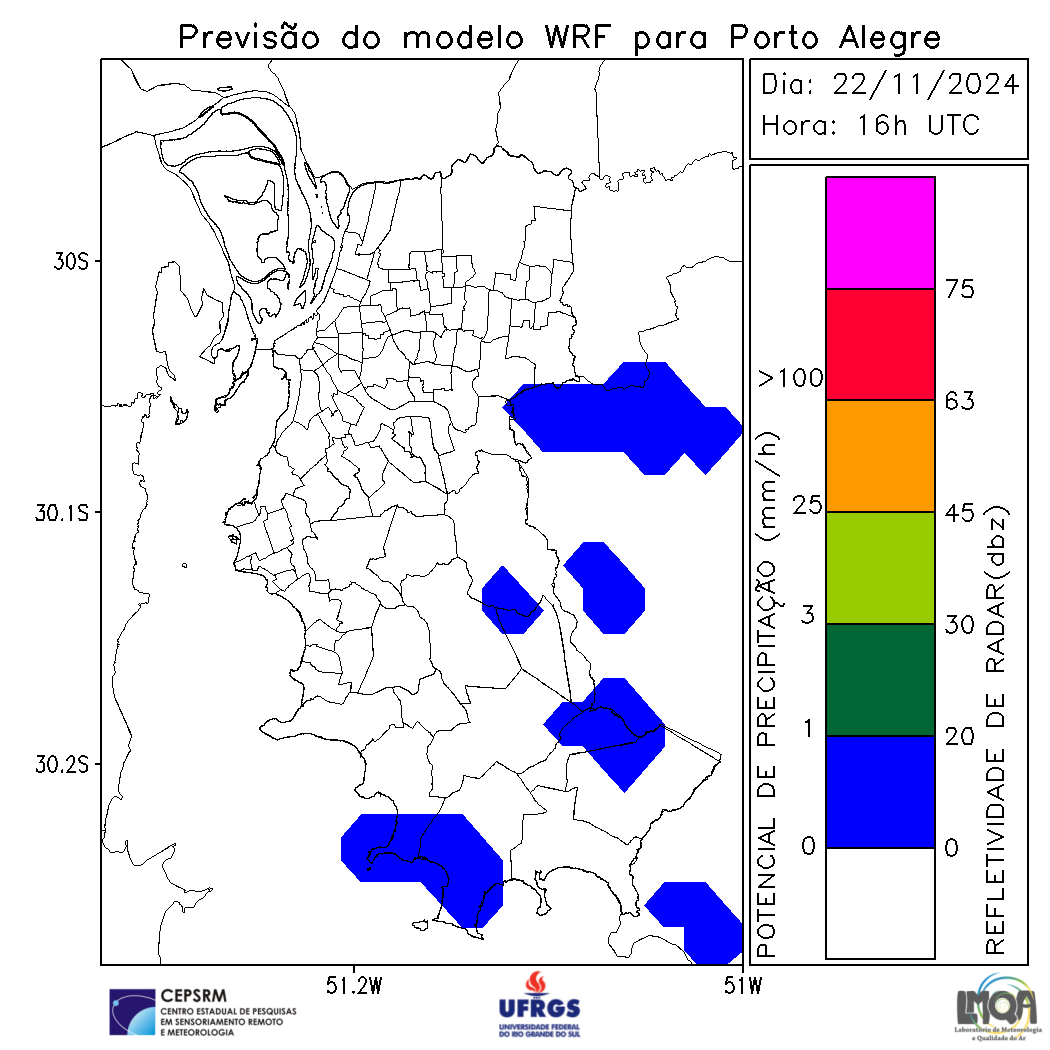 Previsão do modelo WRF para Porto Alegre
Dia: 22/11/2024
Hora: 16h UTC
30S
30.1S
30.2S
51.2W
51W
POTENCIAL DE PRECIPITAÇÃO (mm/h)
>100
25
3
1
0
75
63
45
30
20
0
REFLETIVIDADE DE RADAR(dbz)
CEPSRM
CENTRO ESTADUAL DE PESQUISAS
EM SENSORIAMENTO REMOTO
E METEOROLOGIA
UFRGS
UNIVERSIDADE FEDERAL
DO RIO GRANDE DO SUL
LMQA
Laboratório de Meteorologia
e Qualidade do Ar